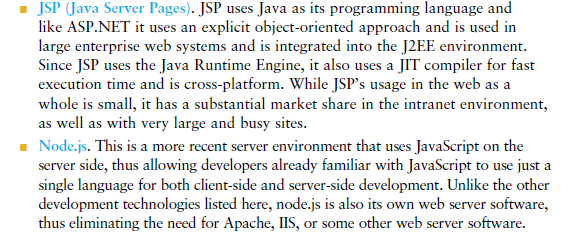 ■ JSP (Java Server Pages). JSP uses Java as its programming language and
like ASP.NET it uses an explicit object-oriented approach and is used in
large enterprise web systems and is integrated into the J2EE environment.
Since JSP uses the Java Runtime Engine, it also uses a JIT compiler for fast
execution time and is cross-platform. While JSP's usage in the web as a
whole is small, it has a substantial market share in the intranet environment,
as well as with very large and busy sites.
■ Node.js. This is a more recent server environment that uses JavaScript on the
server side, thus allowing developers already familiar with JavaScript to use just a
single language for both client-side and server-side development. Unlike the other
development technologies listed here, node.js is also its own web server software,
thus eliminating the need for Apache, IIS, or some other web server software.